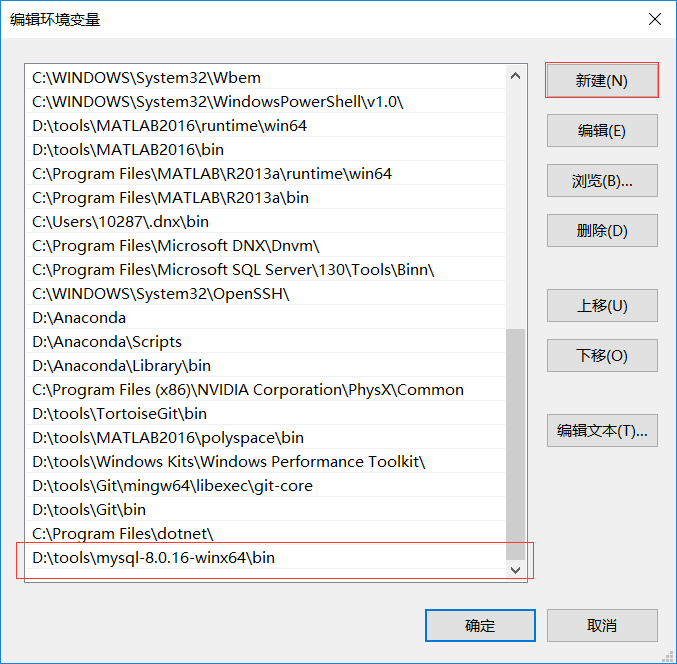 编辑环境变量
C:\WINDOWS\System32\Wbem
C:\WINDOWS\System32\WindowsPowerShell\v1.0\
D:\tools\MATLAB2016\runtime\win64
D:\tools\MATLAB2016\bin
C:\Program Files\MATLAB\R2013a\runtime\win64
C:\Program Files\MATLAB\R2013a\bin
C:\Users\10287\.dnx\bin
C:\Program Files\Microsoft DNX\Dnvm\
C:\Program Files\Microsoft SQL Server\130\Tools\Binn\
C:\WINDOWS\System32\OpenSSH\
D:\Anaconda
D:\Anaconda\Scripts
D:\Anaconda\Library\bin
C:\Program Files (x86)\NVIDIA Corporation\PhysX\Common
D:\tools\TortoiseGit\bin
D:\tools\MATLAB2016\polyspace\bin
D:\tools\Windows Kits\Windows Performance Toolkit\
D:\tools\Git\mingw64\libexec\git-core
D:\tools\Git\bin
C:\Program Files\dotnet\
D:\tools\mysql-8.0.16-winx64\bin
新建(N)
编辑(E)
浏览(B)...
删除(D)
上移(U)
下移(O)
编辑文本(T)...
确定
取消